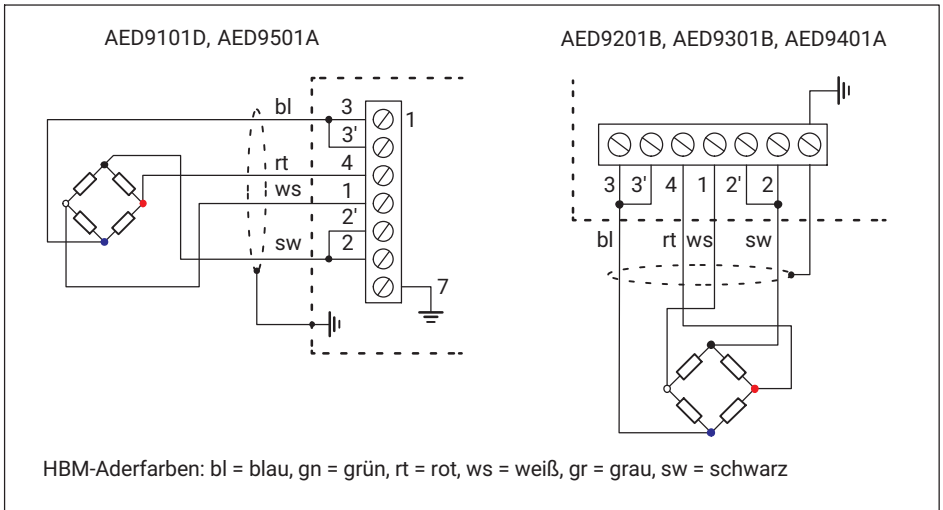 AED9101D, AED9501A
bl
3
1
3'
rt
4
ws
1
2'
sw
2
7
AED9201B, AED9301B, AED9401A
3 3' 4 1 2' 2
bl rt ws sw
HBM-Aderfarben: bl = blau, gn = grün, rt = rot, ws = weiß, gr = grau, sw = schwarz